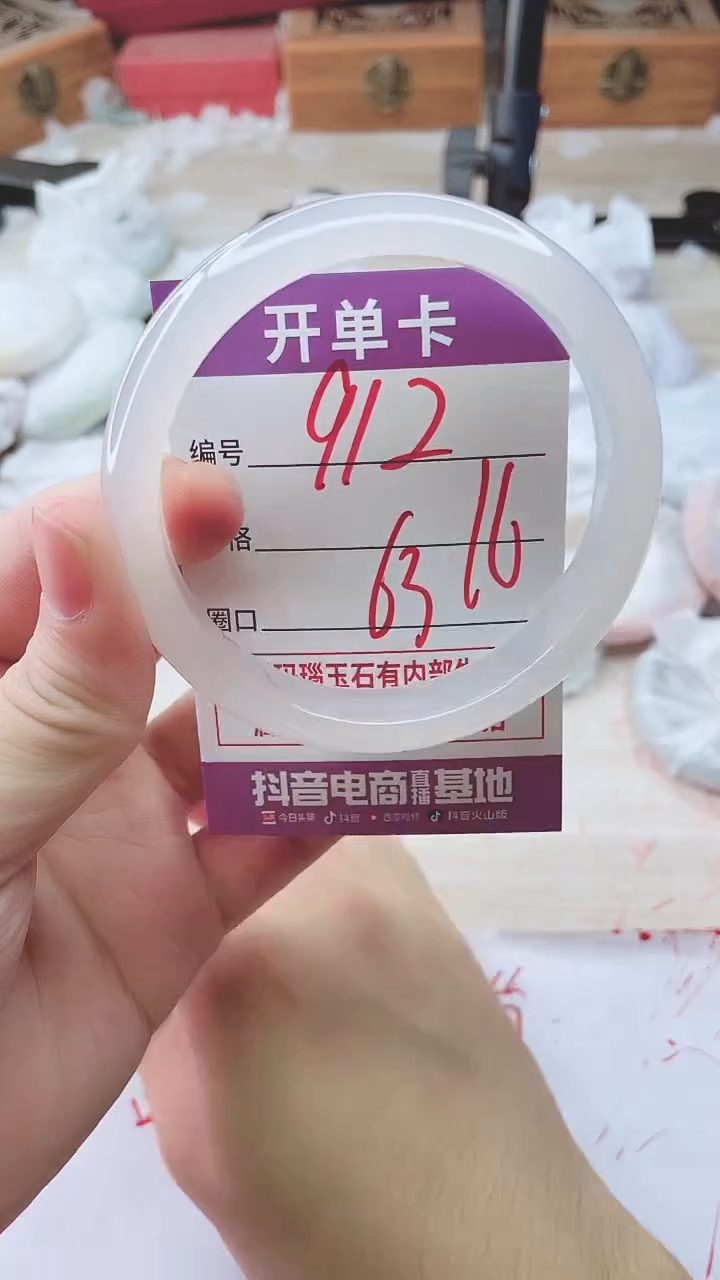 开单卡
编号 912
格 16
圈口 63
玛瑙玉石有内部
抖音电商直播基地
今日头条 抖音 西瓜视频 抖音火山版